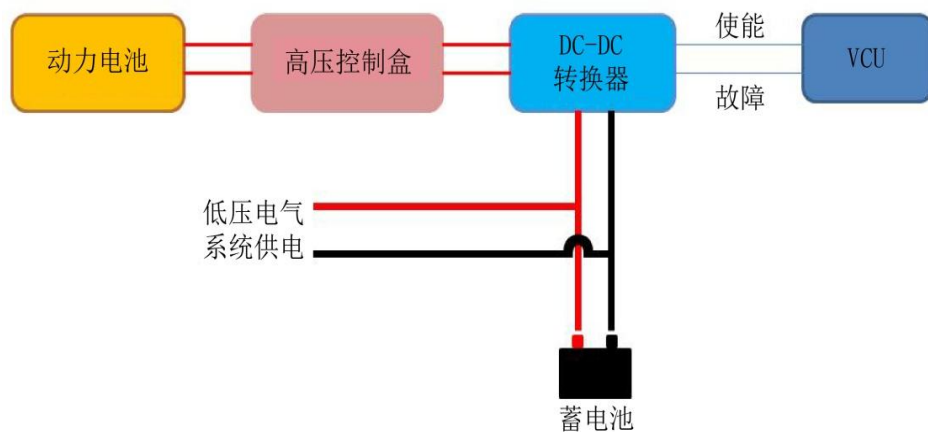 动力电池
高压控制盒
DC-DC
转换器
使能
故障
VCU
低压电气
系统供电
蓄电池